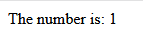 The number is: 1